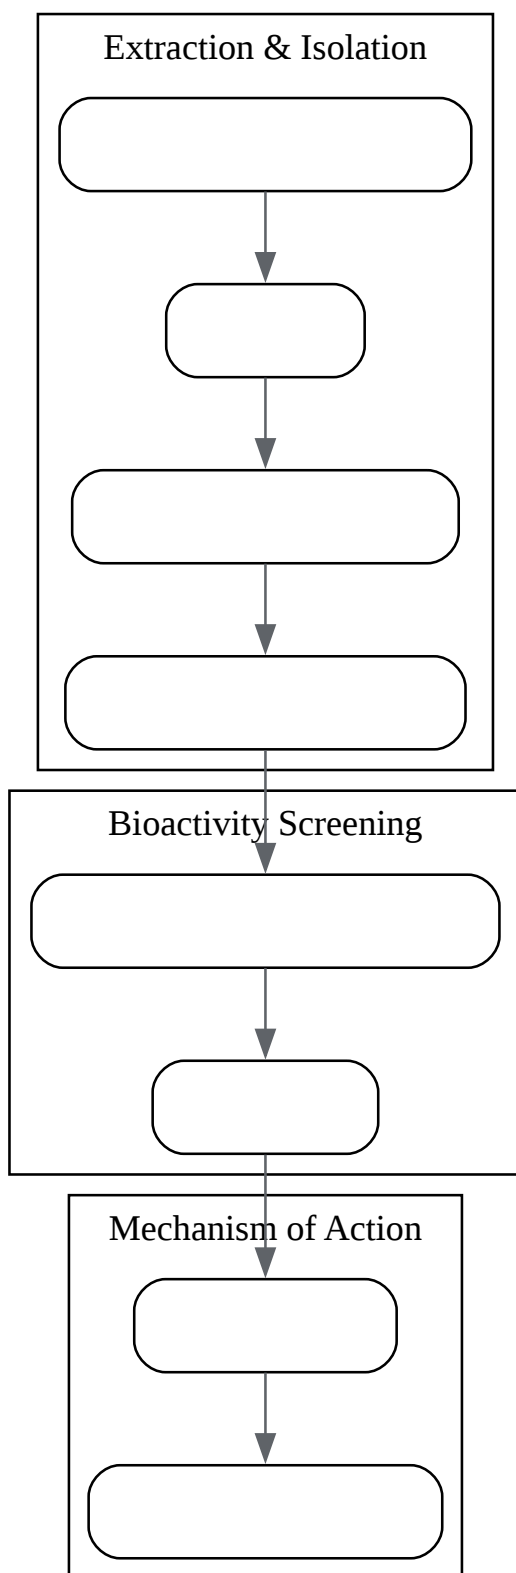 Extraction & Isolation
Bioactivity Screening
Mechanism of Action